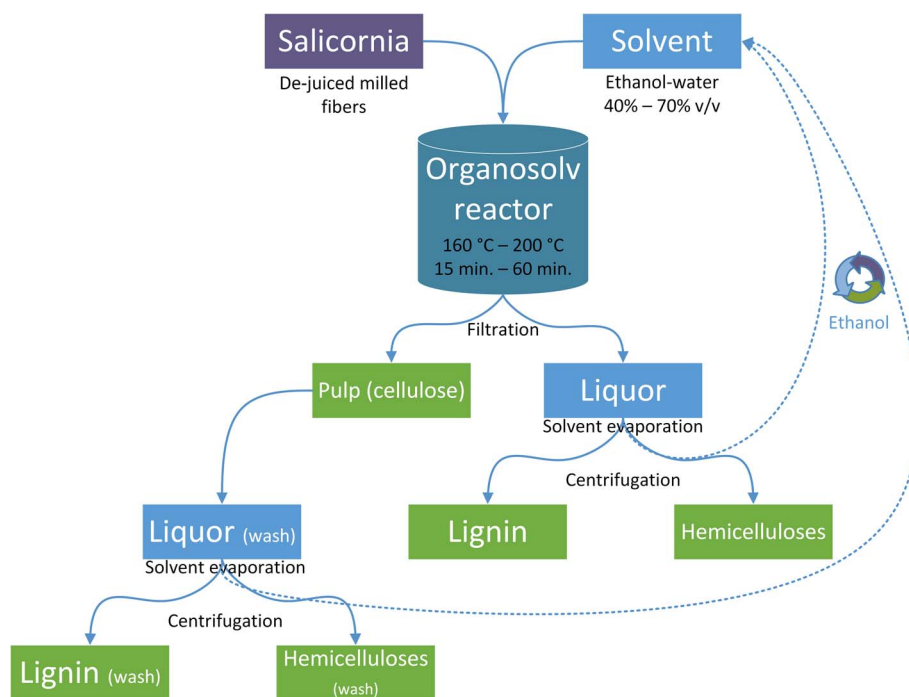 Salicornia
Solvent
De-juiced milled
fibers
Ethanol-water
40% – 70% v/v
Organosolv
reactor
160 °C – 200 °C
15 min. – 60 min.
Ethanol
Filtration
Pulp (cellulose)
Liquor
Solvent evaporation
Centrifugation
Lignin
Hemicelluloses
Liquor (wash)
Solvent evaporation
Centrifugation
Lignin (wash)
Hemicelluloses
(wash)